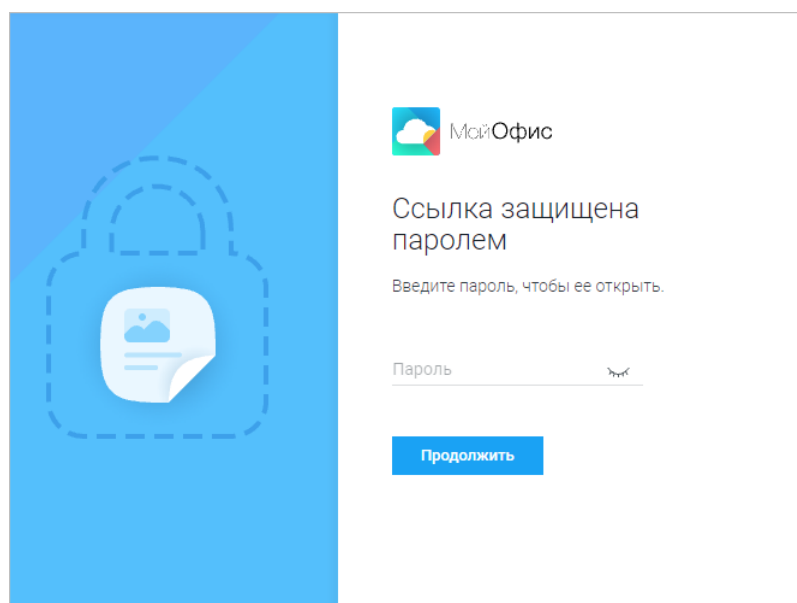 МойОфис
Ссылка защищена
паролем
Введите пароль, чтобы ее открыть.
Пароль
Продолжить